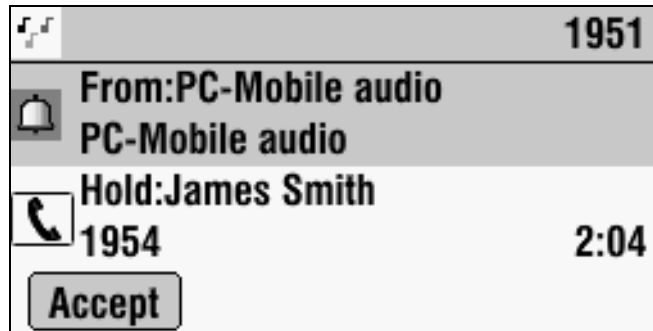 1951
From:PC-Mobile audio
PC-Mobile audio
Hold:James Smith
1954 2:04
Accept